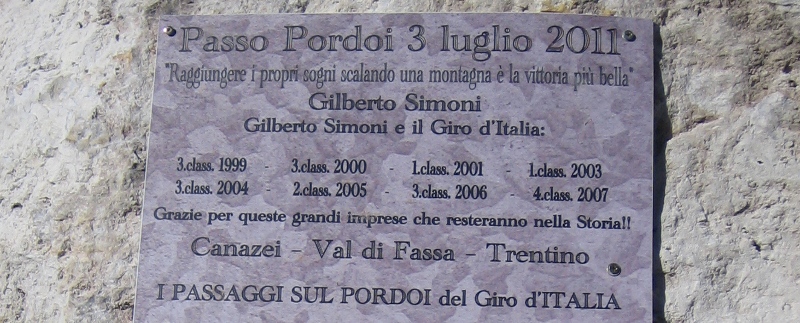 Passo Pordoi 3 luglio 2011
"Raggiungere i propri sogni scalando una montagna è la vittoria più bella"
Gilberto Simoni
Gilberto Simoni e il Giro d'Italia:
3.class. 1999 - 3.class. 2000 - 1.class. 2001 - 1.class. 2003
3.class. 2004 - 2.class. 2005 - 3.class. 2006 - 4.class. 2007
Grazie per queste grandi imprese che resteranno nella Storia!!
Canazei - Val di Fassa - Trentino
I PASSAGGI SUL PORDOI del Giro d'ITALIA